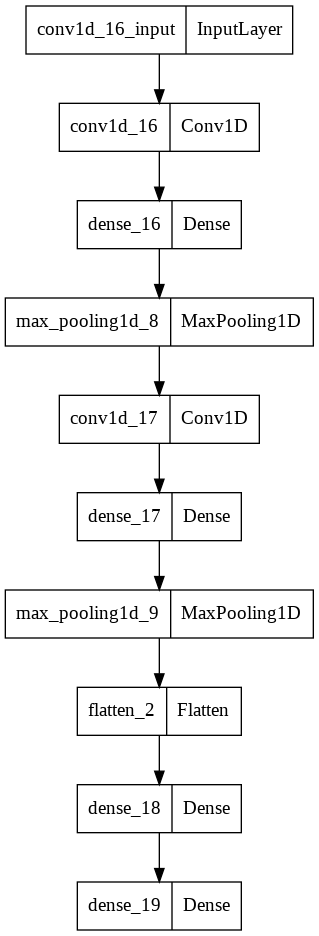 conv1d_16_input InputLayer
conv1d_16 Conv1D
dense_16 Dense
max_pooling1d_8 MaxPooling1D
conv1d_17 Conv1D
dense_17 Dense
max_pooling1d_9 MaxPooling1D
flatten_2 Flatten
dense_18 Dense
dense_19 Dense